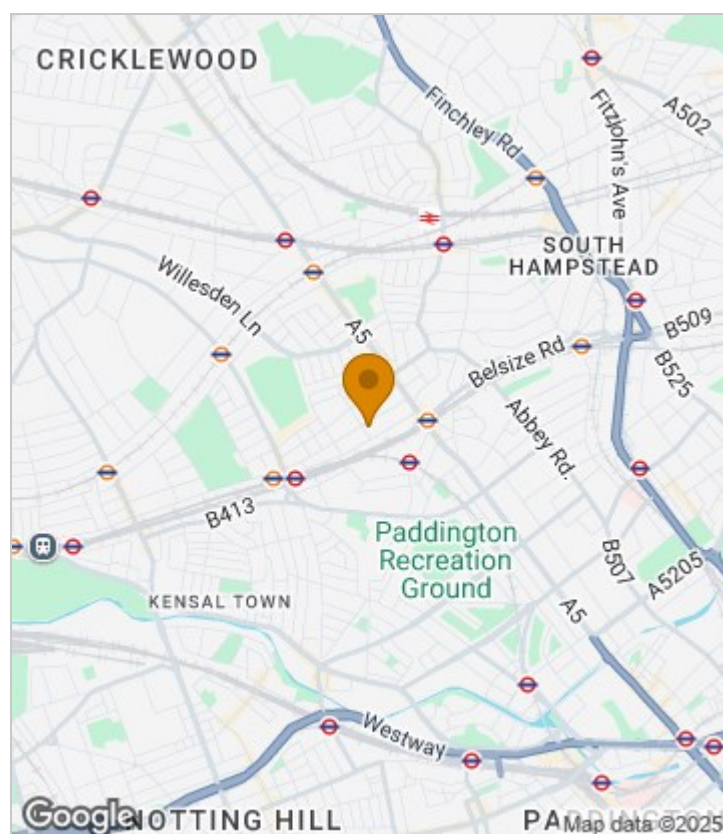 CRICKLEWOOD
A502
Finchley Rd
Fitzjohn's Ave
SOUTH
HAMPSTEAD
Willesden Ln
A5
B509
Belsize Rd
B525
Abbey Rd.
B413
Paddington
Recreation
Ground
B507
A5205
KENSAL TOWN
A5
Westway
Google
NOTTING HILL
Map data ©2025